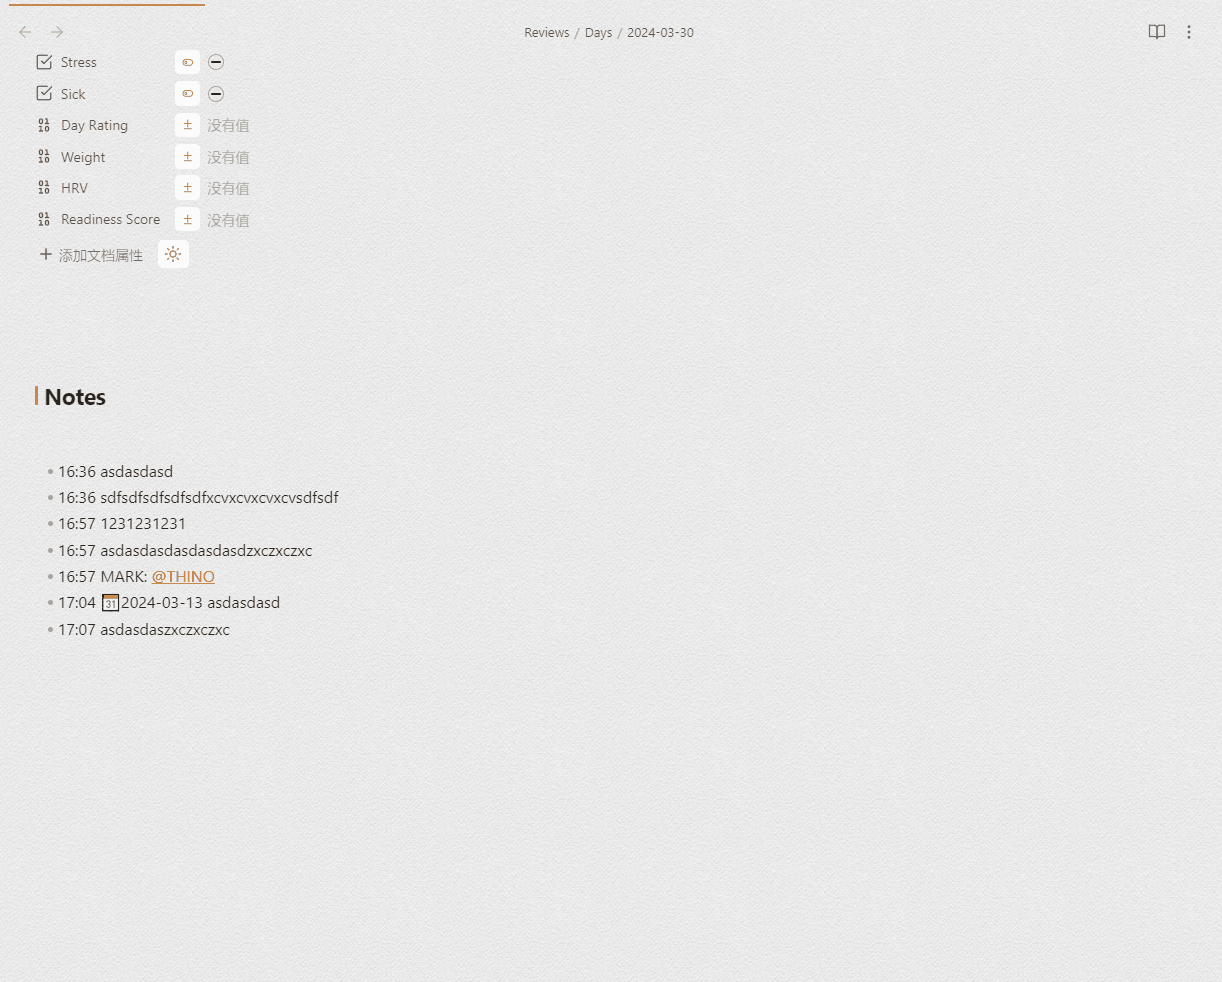 Reviews / Days / 2024-03-30
Stress
Sick
Day Rating 没有值
Weight 没有值
HRV 没有值
Readiness Score 没有值
添加文档属性
Notes
16:36 asdasdasd
16:36 sdfsdfsdfsdfsdfxcvxcvxcvxcvsdfsdf
16:57 1231231231
16:57 asdasdasdasdasdasdzxczxczxc
16:57 MARK: @THINO
17:04 📅2024-03-13 asdasdasd
17:07 asdasdaszxczxczxc